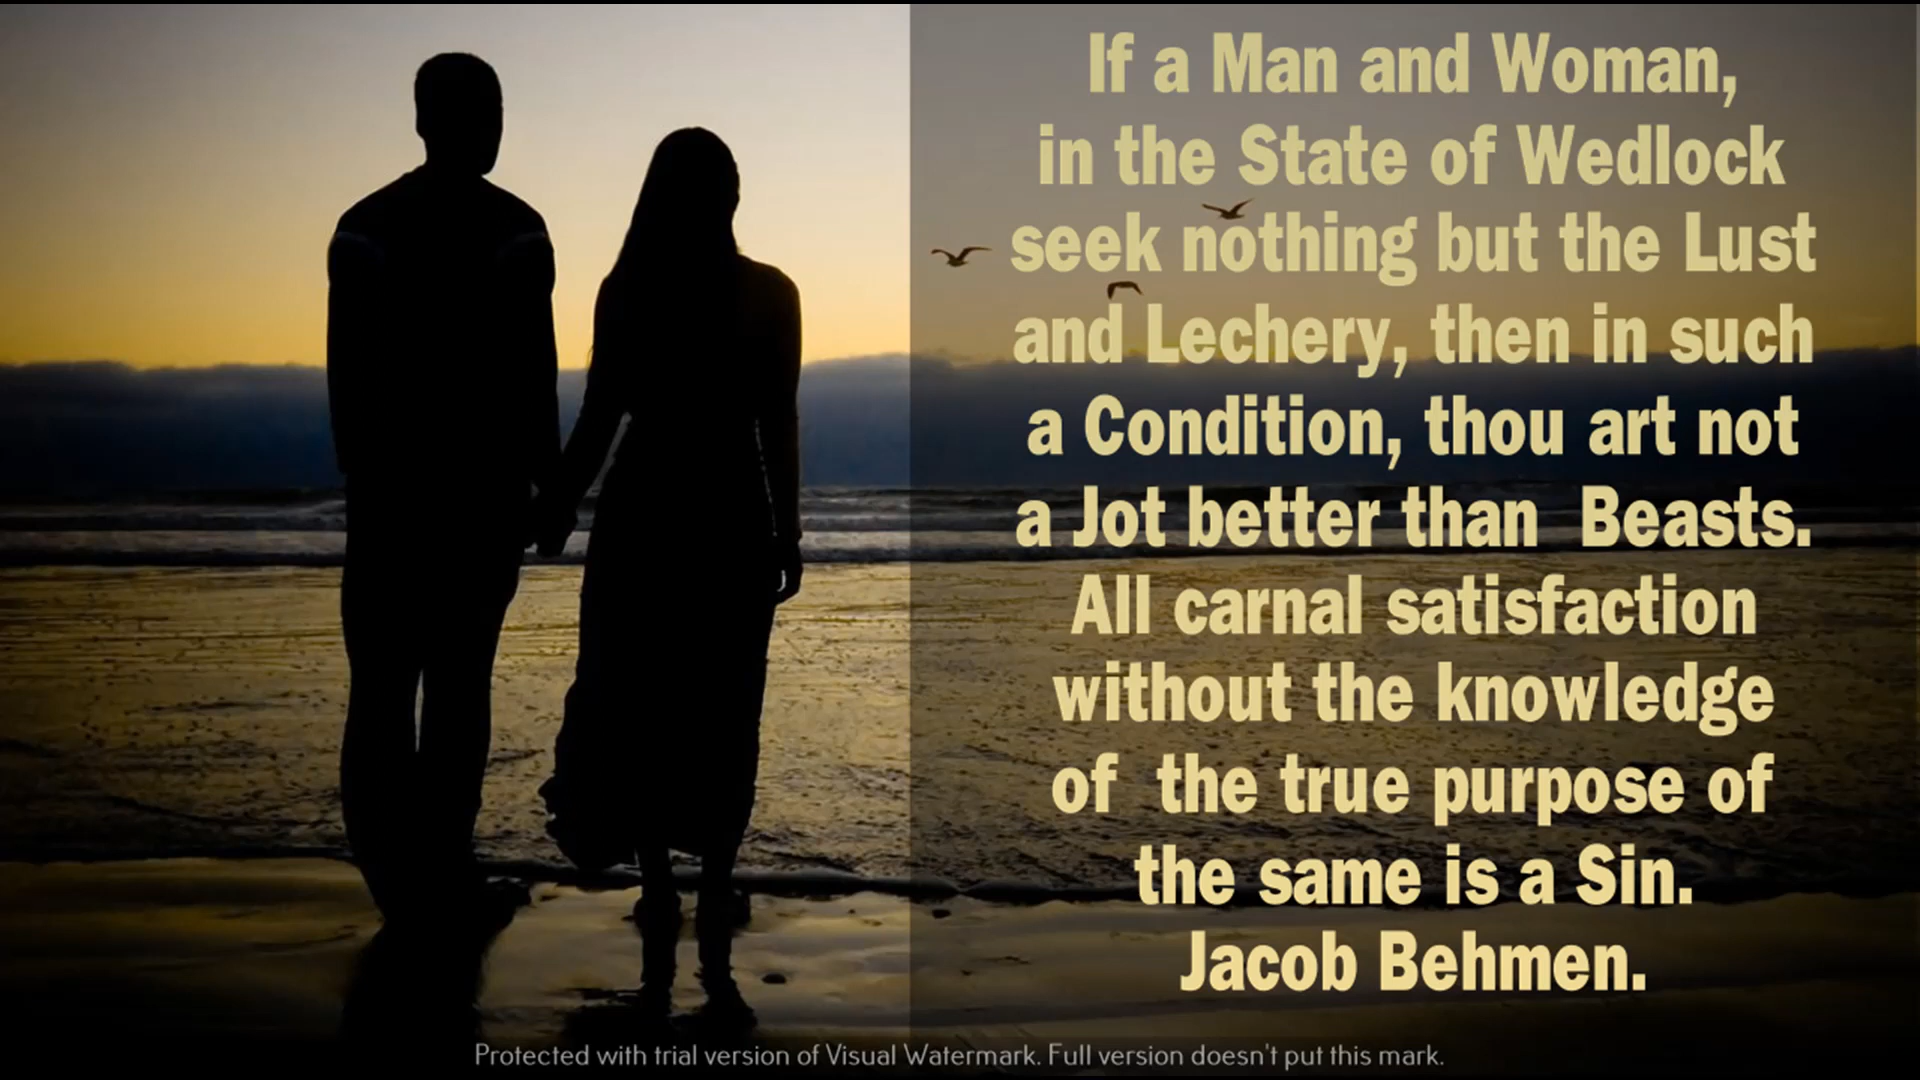 If a Man and Woman,
in the State of Wedlock
seek nothing but the Lust
and Lechery, then in such
a Condition, thou art not
a Jot better than Beasts.
All carnal satisfaction
without the knowledge
of the true purpose of
the same is a Sin.
Jacob Behmen.
Protected with trial version of Visual Watermark. Full version doesn't put this mark.